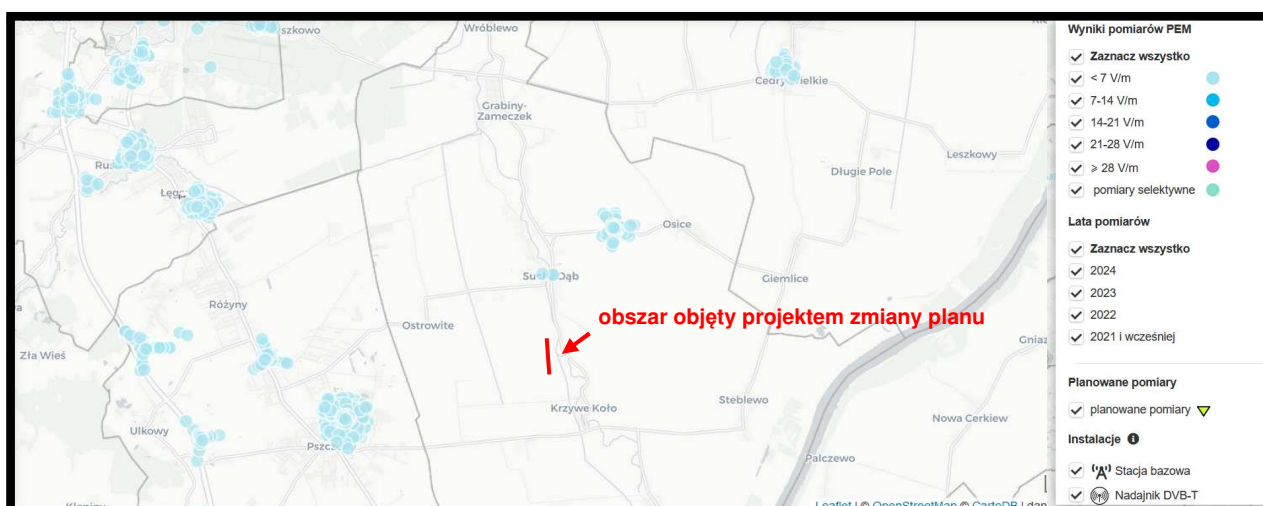 Wróblewo
Grabiny-
Zameczek
Leszkowy
Długie Pole
Osice
Giemlice
Różyny
Ostrowite
obszar objęty projektem zmiany planu
Zła Wieś
Krzywe Koło
Steblewo
Nowa Cerkiew
Ulkowy
Palczewo
Leaflet | © OpenStreetMap © CartoDB | dan
Wyniki pomiarów PEM
Zaznacz wszystko
< 7 V/m
7-14 V/m
14-21 V/m
21-28 V/m
⩾ 28 V/m
pomiary selektywne
Lata pomiarów
Zaznacz wszystko
2024
2023
2022
2021 i wcześniej
Planowane pomiary
planowane pomiary
Instalacje
Stacja bazowa
Nadajnik DVB-T